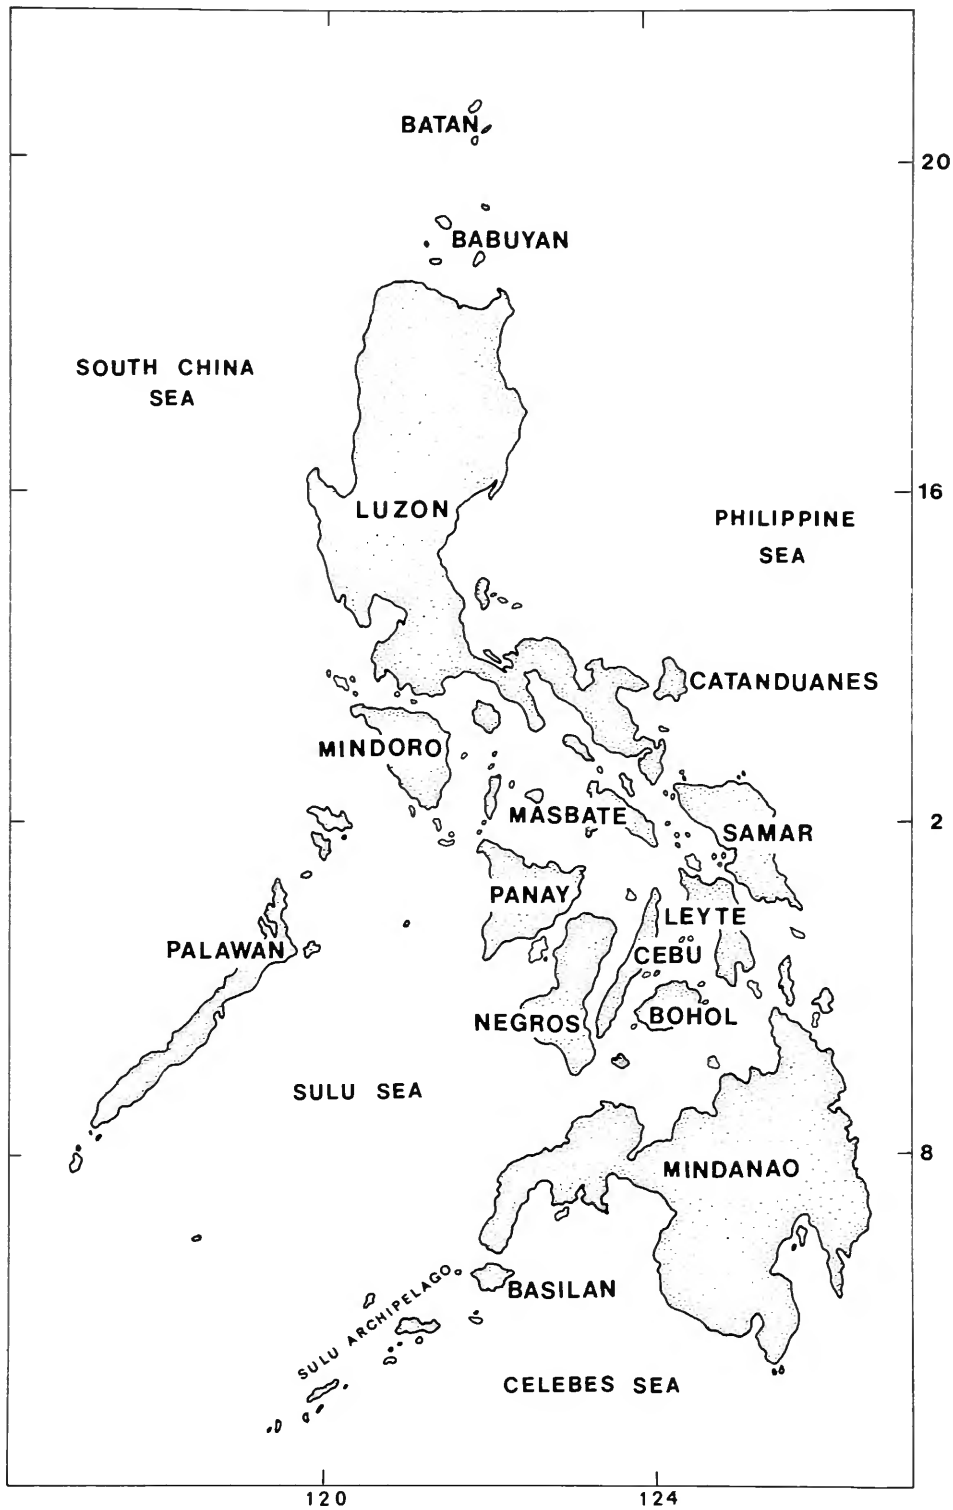 BATAN
20
BABUYAN
SOUTH CHINA
SEA
16
LUZON
PHILIPPINE
SEA
CATANDUANES
MINDORO
MASBATE
2
SAMAR
PANAY
LEYTE
PALAWAN
CEBU
NEGROS
BOHOL
SULU SEA
8
MINDANAO
SULU ARCHIPELAGO
BASILAN
CELEBES SEA
120
124